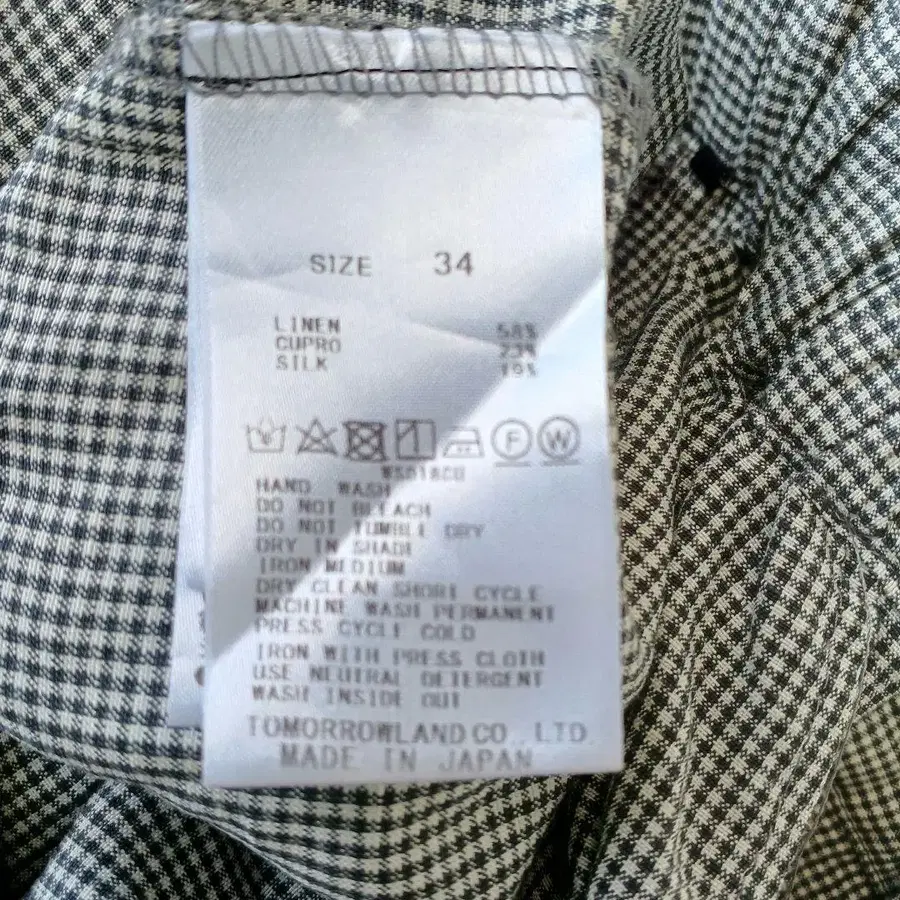 SIZE 34
LINEN 58%
CUPRO 23%
SILK 19%
F W
HAND WASH
DO NOT BLEACH
DO NOT TUMBLE DRY
DRY IN SHADE
IRON MEDIUM
DRY CLEAN SHORT CYCLE
MACHINE WASH PERMANENT
PRESS CYCLE COLD
IRON WITH PRESS CLOTH
USE NEUTRAL DETERGENT
WASH INSIDE OUT
TOMORROWLAND CO.,LTD.
MADE IN JAPAN